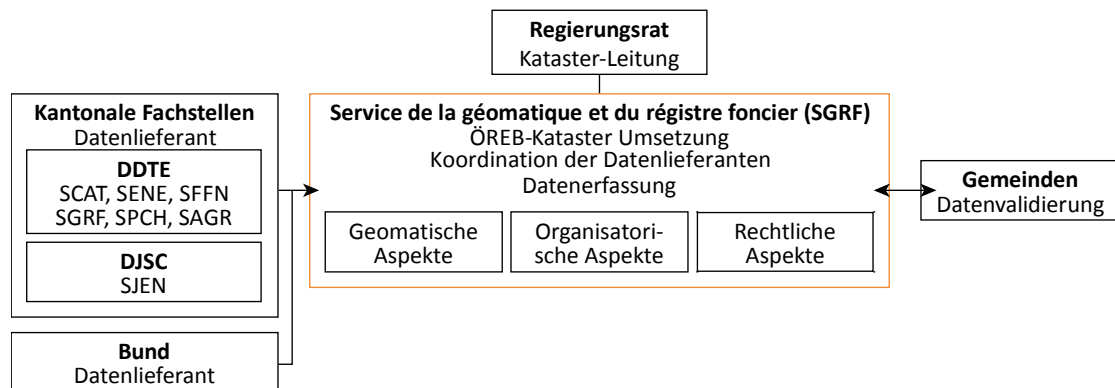 Regierungsrat
Kataster-Leitung
Kantonale Fachstellen
Datenlieferant
DDTE
SCAT, SENE, SFFN
SGRF, SPCH, SAGR
DJSC
SJEN
Bund
Datenlieferant
Service de la géomatique et du régistre foncier (SGRF)
ÖREB-Kataster Umsetzung
Koordination der Datenlieferanten
Datenerfassung
Geomatische
Aspekte
Organisatori-
sche Aspekte
Rechtliche
Aspekte
Gemeinden
Datenvalidierung